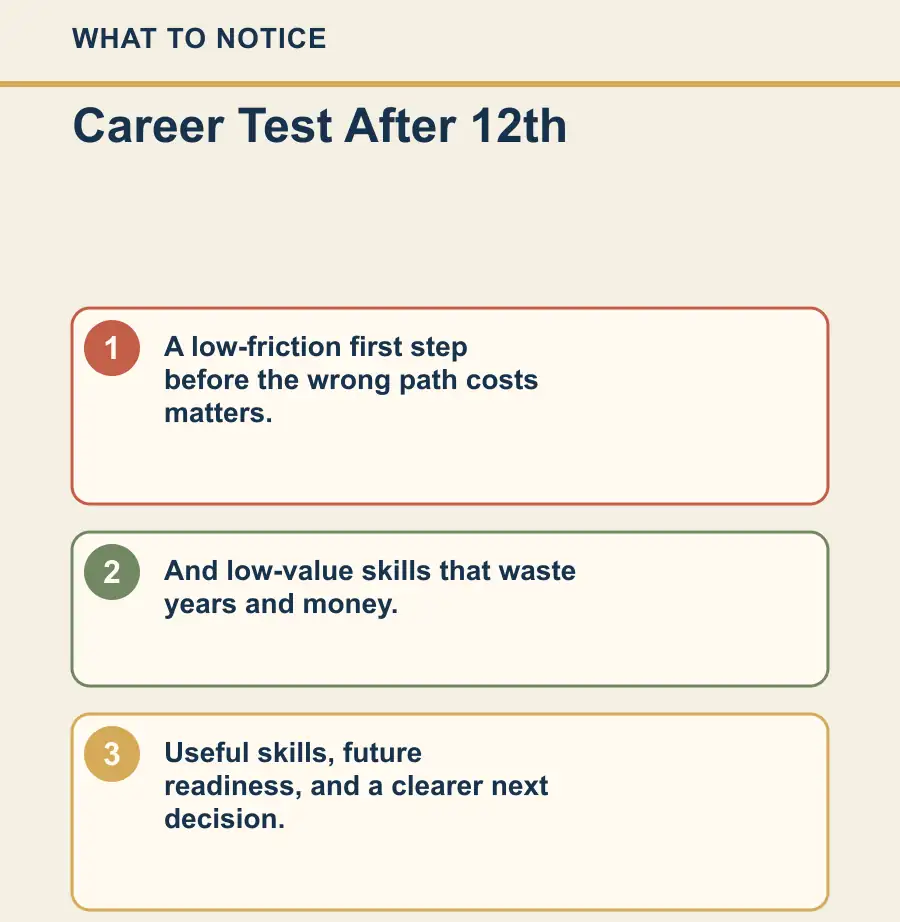 WHAT TO NOTICE
Career Test After 12th
1
A low-friction first step
before the wrong path costs
matters.
2
And low-value skills that waste
years and money.
3
Useful skills, future
readiness, and a clearer next
decision.